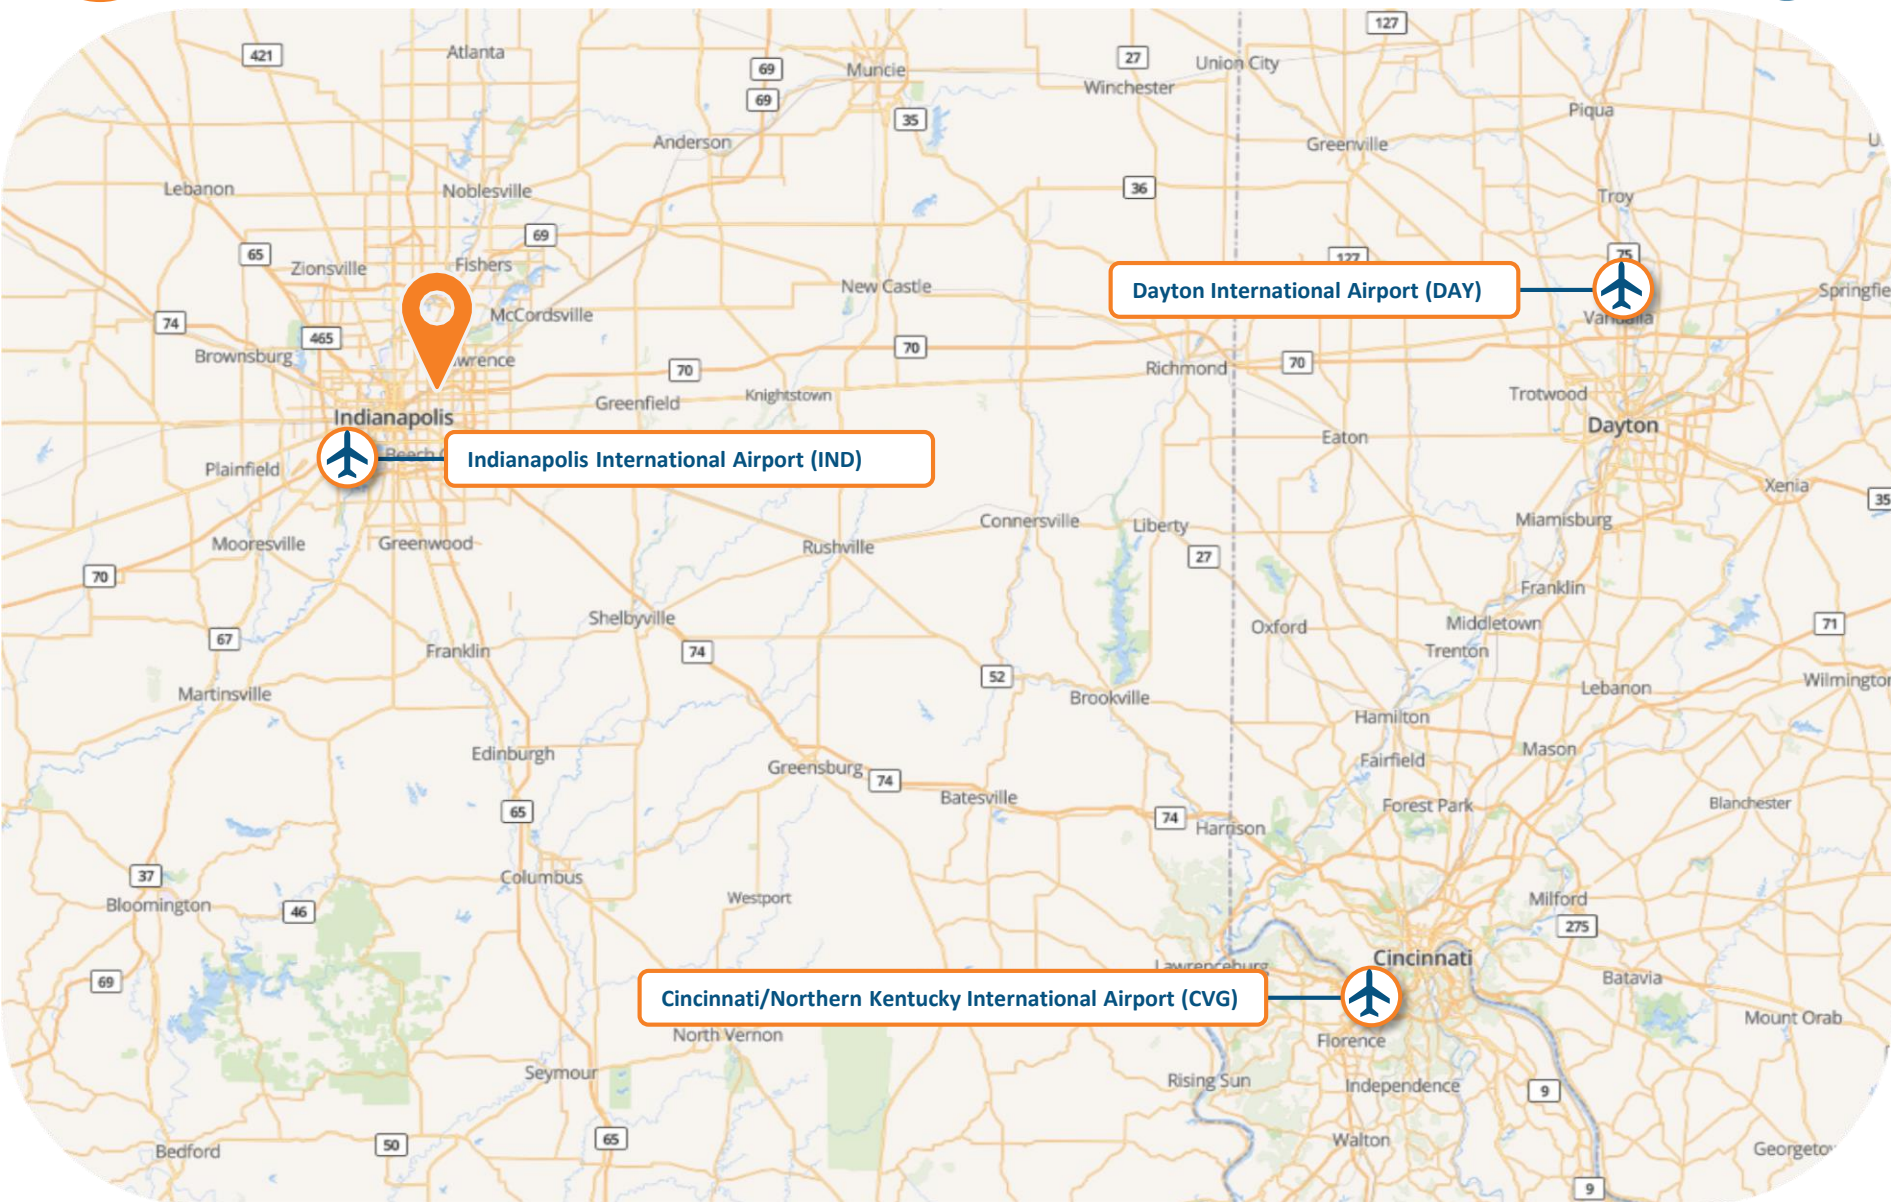 127
421
Atlanta
27
Union City
69
Muncie
Winchester
69
Piqua
35
Anderson
Greenville
Lebanon
Noblesville
36
Troy
69
65
Zionsville
Fishers
127
75
New Castle
Dayton International Airport (DAY)
McCordsville
Vandalia
74
465
Brownsburg
70
Richmond
70
70
Greenfield
Knightstown
Trotwood
Indianapolis
Dayton
Eaton
Indianapolis International Airport (IND)
Plainfield
Xenia
35
Connersville
Liberty
Miamisburg
Mooresville
Greenwood
Rushville
27
70
Franklin
Shelbyville
67
Oxford
Middletown
71
Franklin
74
Trenton
52
Martinsville
Brookville
Lebanon
Hamilton
Edinburgh
Mason
Greensburg
74
Fairfield
Batesville
Forest Park
Blanchester
65
74
Harrison
37
Columbus
Bloomington
46
Westport
Milford
275
Cincinnati
Lawrenceburg
69
Batavia
Cincinnati/Northern Kentucky International Airport (CVG)
Mount Orab
North Vernon
Florence
Seymour
Rising Sun
Independence
9
50
65
Walton
Bedford
9